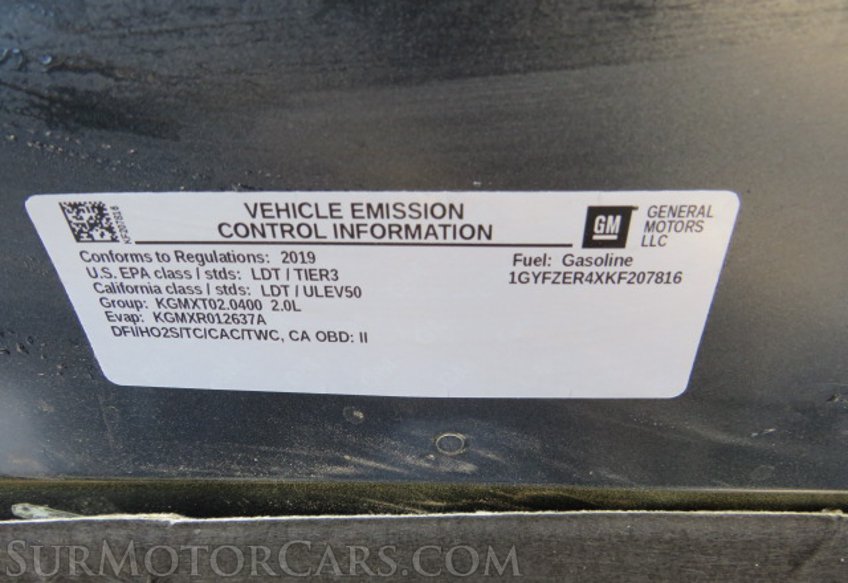 VEHICLE EMISSION
CONTROL INFORMATION
GM
GENERAL
MOTORS
LLC
KF207816
Conforms to Regulations: 2019
U.S. EPA class / stds: LDT / TIER3
California class / stds: LDT / ULEV50
Group: KGMXT02.0400 2.0L
Evap: KGMXR012637A
DFI/HO2S/TC/CAC/TWC, CA OBD: II
Fuel: Gasoline
1GYFZER4XKF207816
SURMOTORCARS.COM